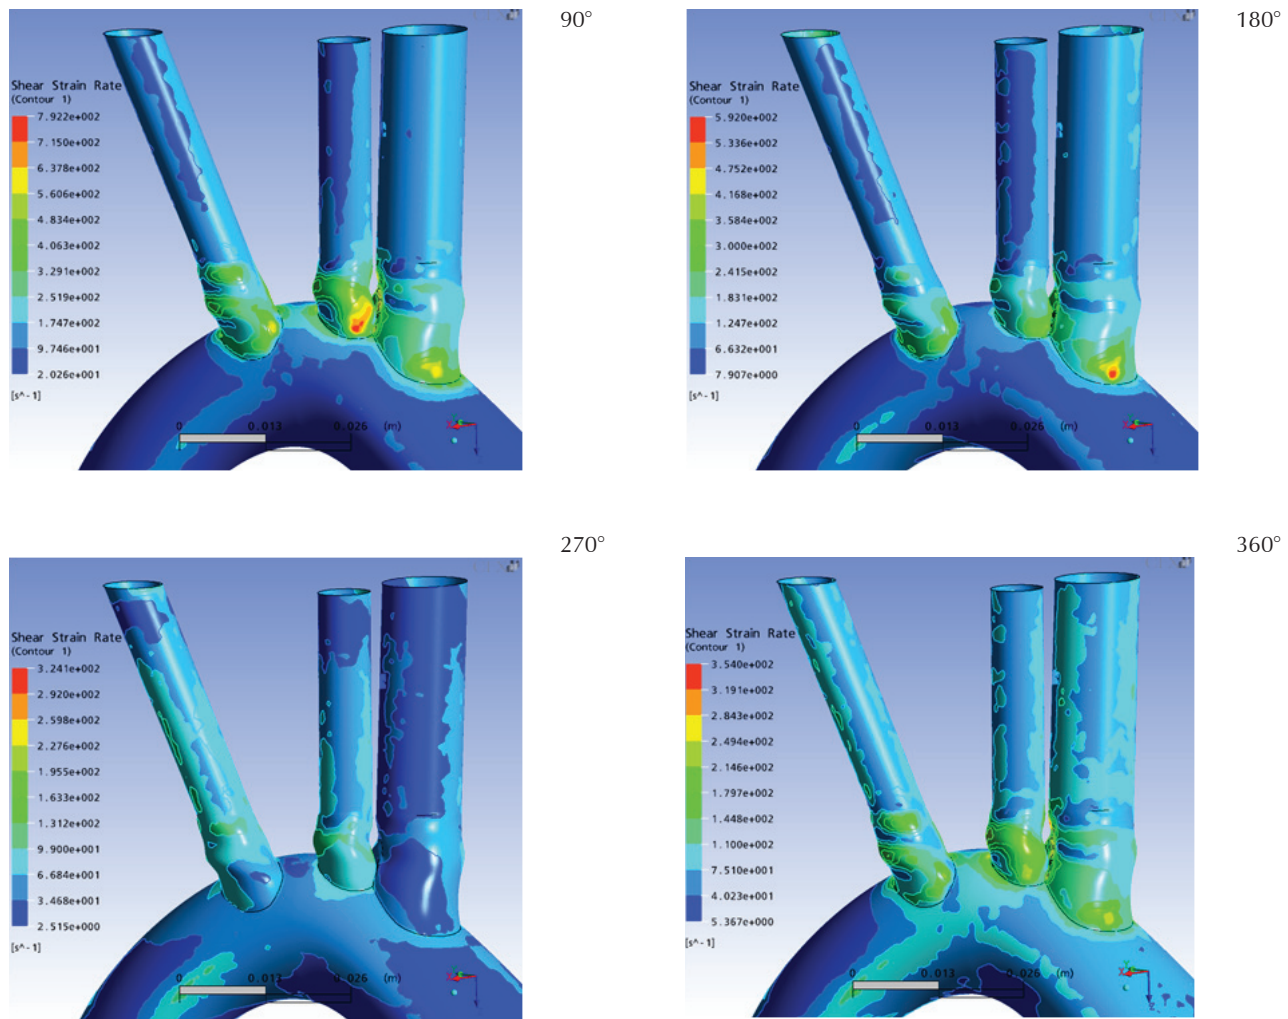 90°
Shear Strain Rate
(Contour 1)
7.922e+002
7.150e+002
6.378e+002
5.606e+002
4.834e+002
4.063e+002
3.291e+002
2.519e+002
1.747e+002
9.746e+001
2.026e+001
[s^-1]
0 0.013 0.026 (m)
180°
Shear Strain Rate
(Contour 1)
5.920e+002
5.336e+002
4.752e+002
4.168e+002
3.584e+002
3.000e+002
2.415e+002
1.831e+002
1.247e+002
6.632e+001
7.907e+000
[s^-1]
0 0.013 0.026 (m)
270°
Shear Strain Rate
(Contour 1)
3.241e+002
2.920e+002
2.598e+002
2.276e+002
1.955e+002
1.633e+002
1.312e+002
9.900e+001
6.684e+001
3.468e+001
2.515e+000
[s^-1]
0 0.013 0.026 (m)
360°
Shear Strain Rate
(Contour 1)
3.540e+002
3.191e+002
2.843e+002
2.494e+002
2.146e+002
1.797e+002
1.448e+002
1.100e+002
7.510e+001
4.023e+001
5.367e+000
[s^-1]
0 0.013 0.026 (m)
Y
X
Z